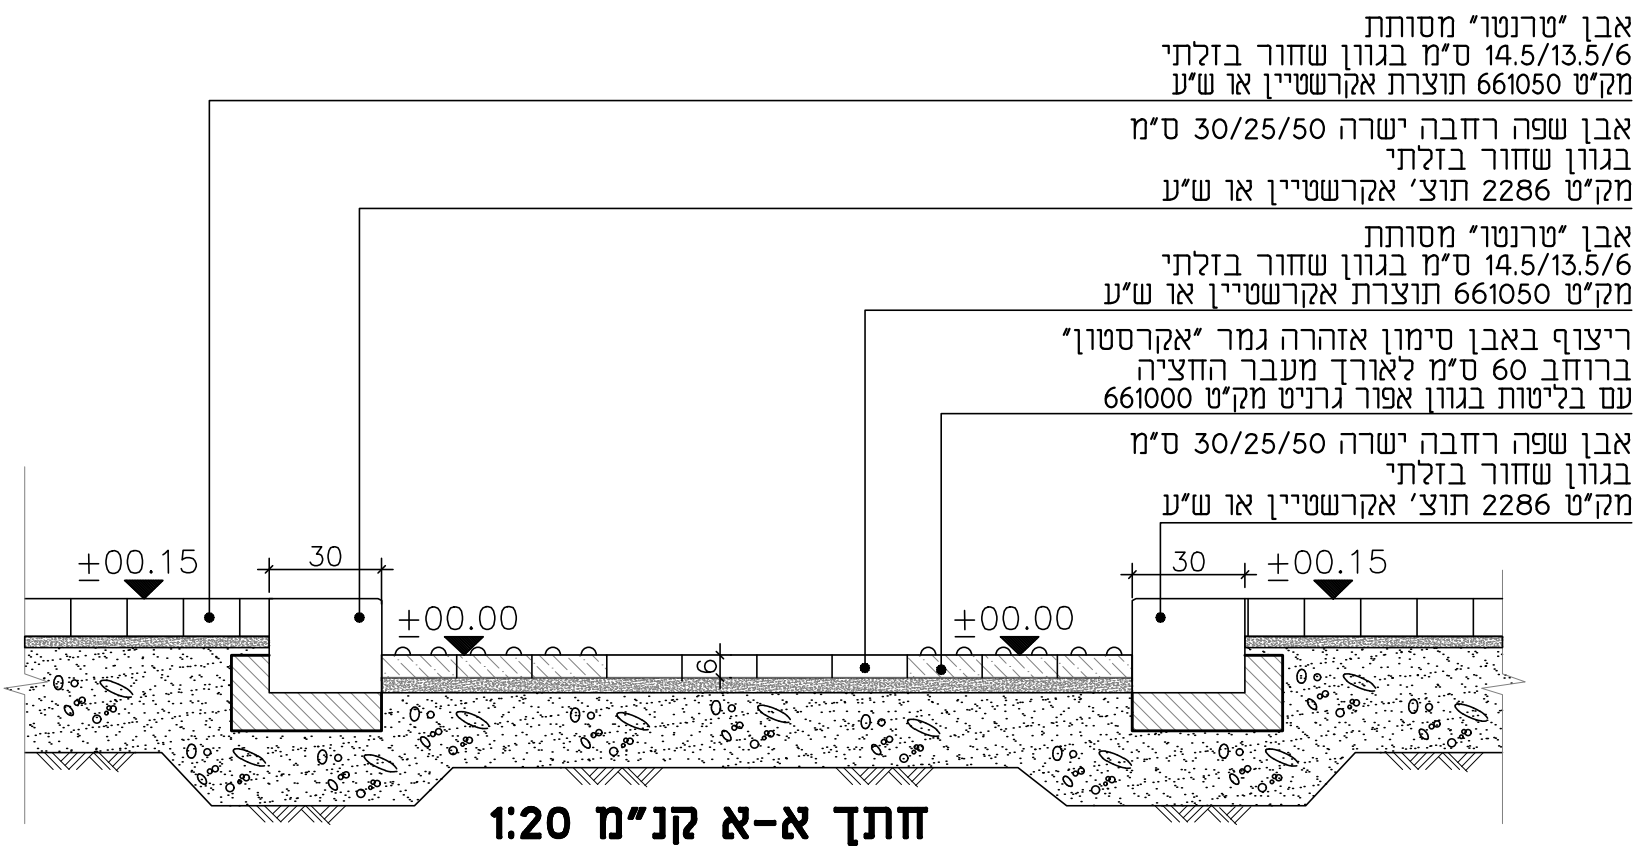 אבן "טרנטו" מסותת
14.5/13.5/6 ס"מ בגוון שחור בזלתי
מק"ט 661050 תוצרת אקרשטיין או ש"ע
אבן שפה רחבה ישרה 30/25/50 ס"מ
בגוון שחור בזלתי
מק"ט 2286 תוצ' אקרשטיין או ש"ע
אבן "טרנטו" מסותת
14.5/13.5/6 ס"מ בגוון שחור בזלתי
מק"ט 661050 תוצרת אקרשטיין או ש"ע
ריצוף באבן סימון אזהרה גמר "אקרסטון"
ברוחב 60 ס"מ לאורך מעבר החציה
עם בליטות בגוון אפור גרניט מק"ט 661000
אבן שפה רחבה ישרה 30/25/50 ס"מ
בגוון שחור בזלתי
מק"ט 2286 תוצ' אקרשטיין או ש"ע
±00.15
30
30
±00.15
±00.00
±00.00
6
חתך א-א קנ"מ 1:20